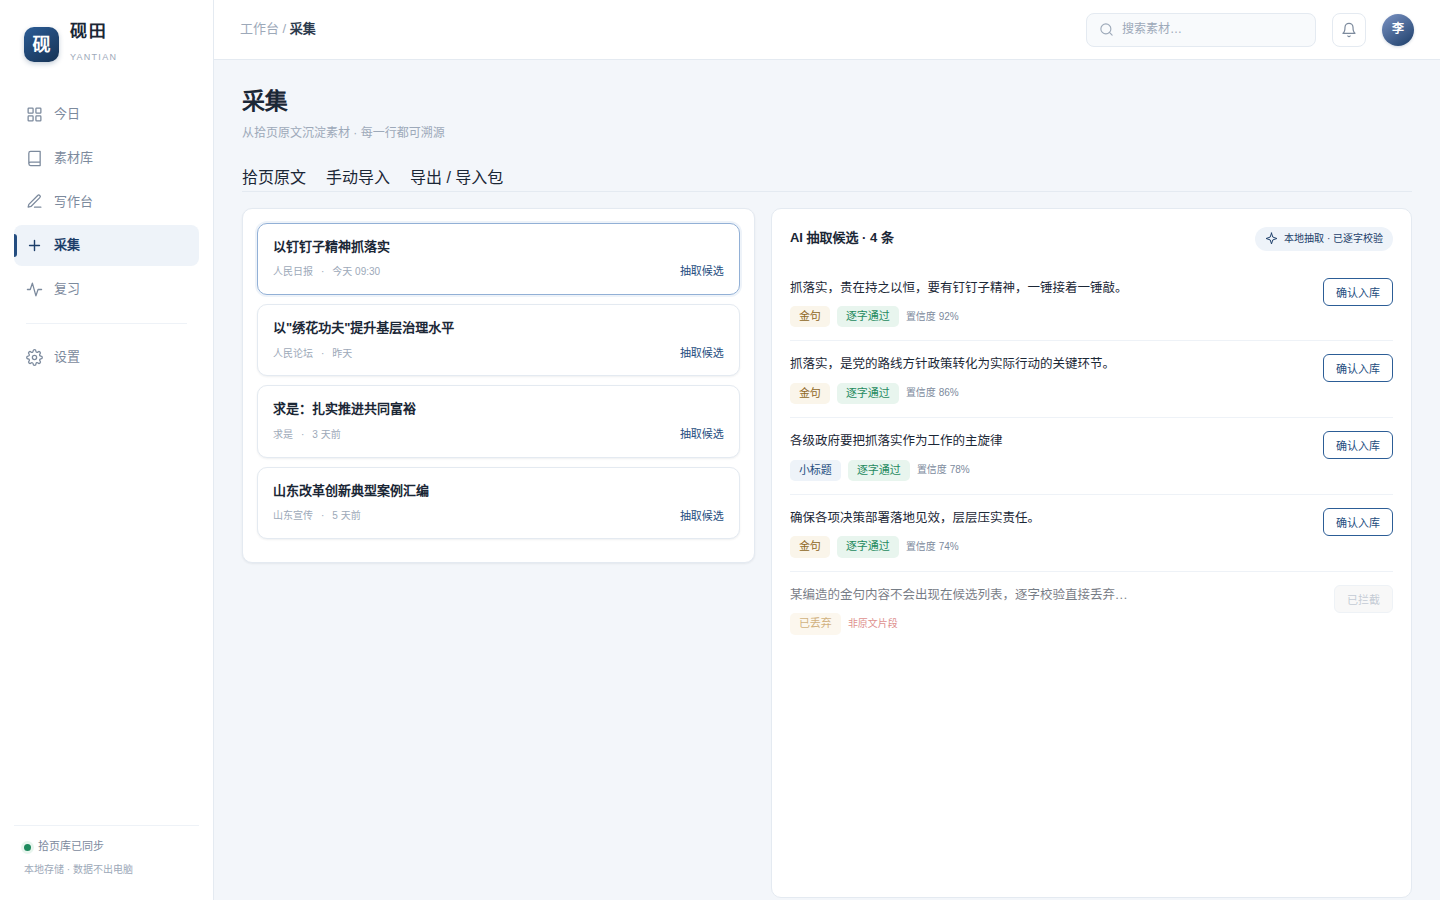 砚
砚田
YANTIAN
今日
素材库
写作台
采集
复习
设置
拾页库已同步
本地存储 · 数据不出电脑
工作台 / 采集
搜索素材…
李
采集
从拾页原文沉淀素材 · 每一行都可溯源
拾页原文 手动导入 导出 / 导入包
以钉钉子精神抓落实
人民日报 · 今天 09:30 抽取候选
以"绣花功夫"提升基层治理水平
人民论坛 · 昨天 抽取候选
求是：扎实推进共同富裕
求是 · 3 天前 抽取候选
山东改革创新典型案例汇编
山东宣传 · 5 天前 抽取候选
AI 抽取候选 · 4 条 本地抽取 · 已逐字校验
抓落实，贵在持之以恒，要有钉钉子精神，一锤接着一锤敲。 确认入库
金句 逐字通过 置信度 92%
抓落实，是党的路线方针政策转化为实际行动的关键环节。 确认入库
金句 逐字通过 置信度 86%
各级政府要把抓落实作为工作的主旋律 确认入库
小标题 逐字通过 置信度 78%
确保各项决策部署落地见效，层层压实责任。 确认入库
金句 逐字通过 置信度 74%
某编造的金句内容不会出现在候选列表，逐字校验直接丢弃… 已拦截
已丢弃 非原文片段